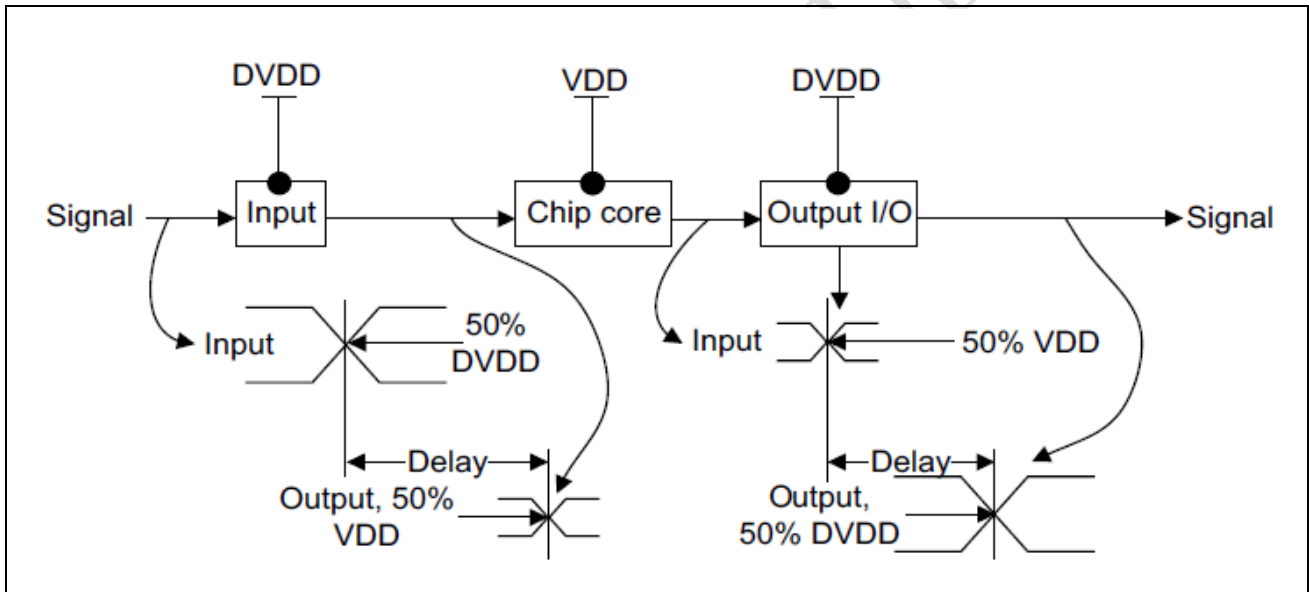 DVDD
VDD
DVDD
Signal
Input
Chip core
Output I/O
Signal
Input
50%
DVDD
Input
50% VDD
Delay
Output, 50%
VDD
Delay
Output,
50% DVDD